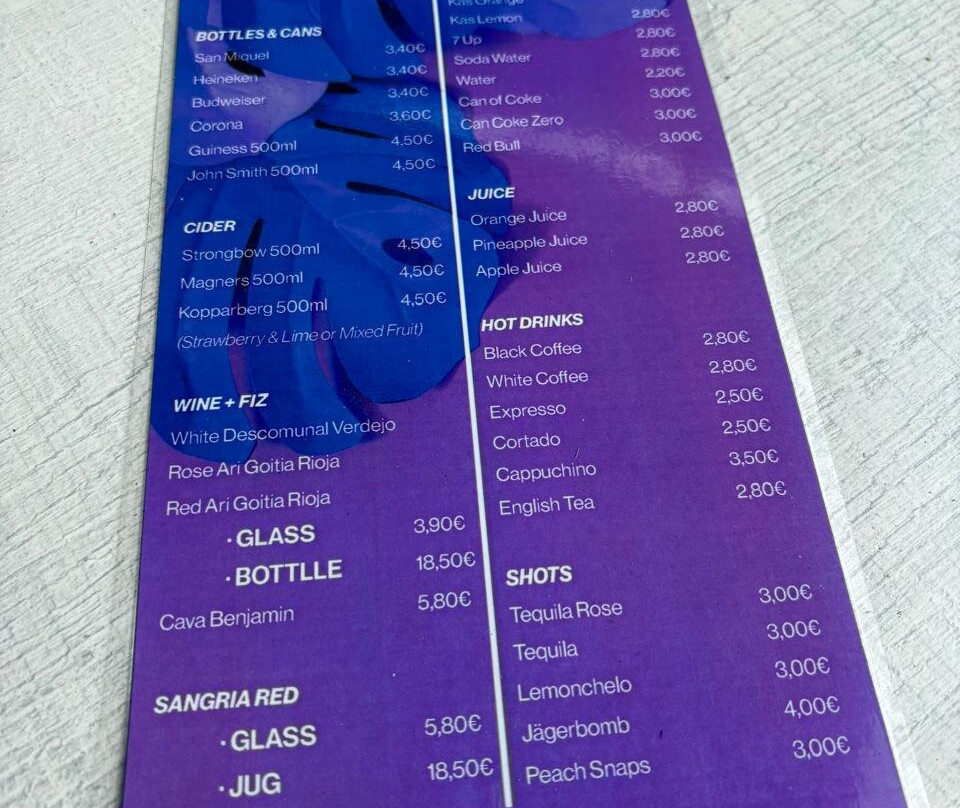 BOTTLES & CANS
San Miguel 3,40€
Heineken 3,40€
Budweiser 3,40€
Corona 3,60€
Guiness 500ml 4,50€
John Smith 500ml 4,50€
CIDER
Strongbow 500ml 4,50€
Magners 500ml 4,50€
Kopparberg 500ml 4,50€
(Strawberry & Lime or Mixed Fruit)
WINE + FIZ
White Descomunal Verdejo
Rose Ari Goitia Rioja
Red Ari Goitia Rioja
· GLASS 3,90€
· BOTTLLE 18,50€
Cava Benjamin 5,80€
SANGRIA RED
· GLASS 5,80€
· JUG 18,50€
Kas Orange
Kas Lemon 2,80€
7 Up 2,80€
Soda Water 2,80€
Water 2,20€
Can of Coke 3,00€
Can Coke Zero 3,00€
Red Bull 3,00€
JUICE
Orange Juice 2,80€
Pineapple Juice 2,80€
Apple Juice 2,80€
HOT DRINKS
Black Coffee 2,80€
White Coffee 2,80€
Expresso 2,50€
Cortado 2,50€
Cappuchino 3,50€
English Tea 2,80€
SHOTS
Tequila Rose 3,00€
Tequila 3,00€
Lemonchelo 3,00€
Jägerbomb 4,00€
Peach Snaps 3,00€